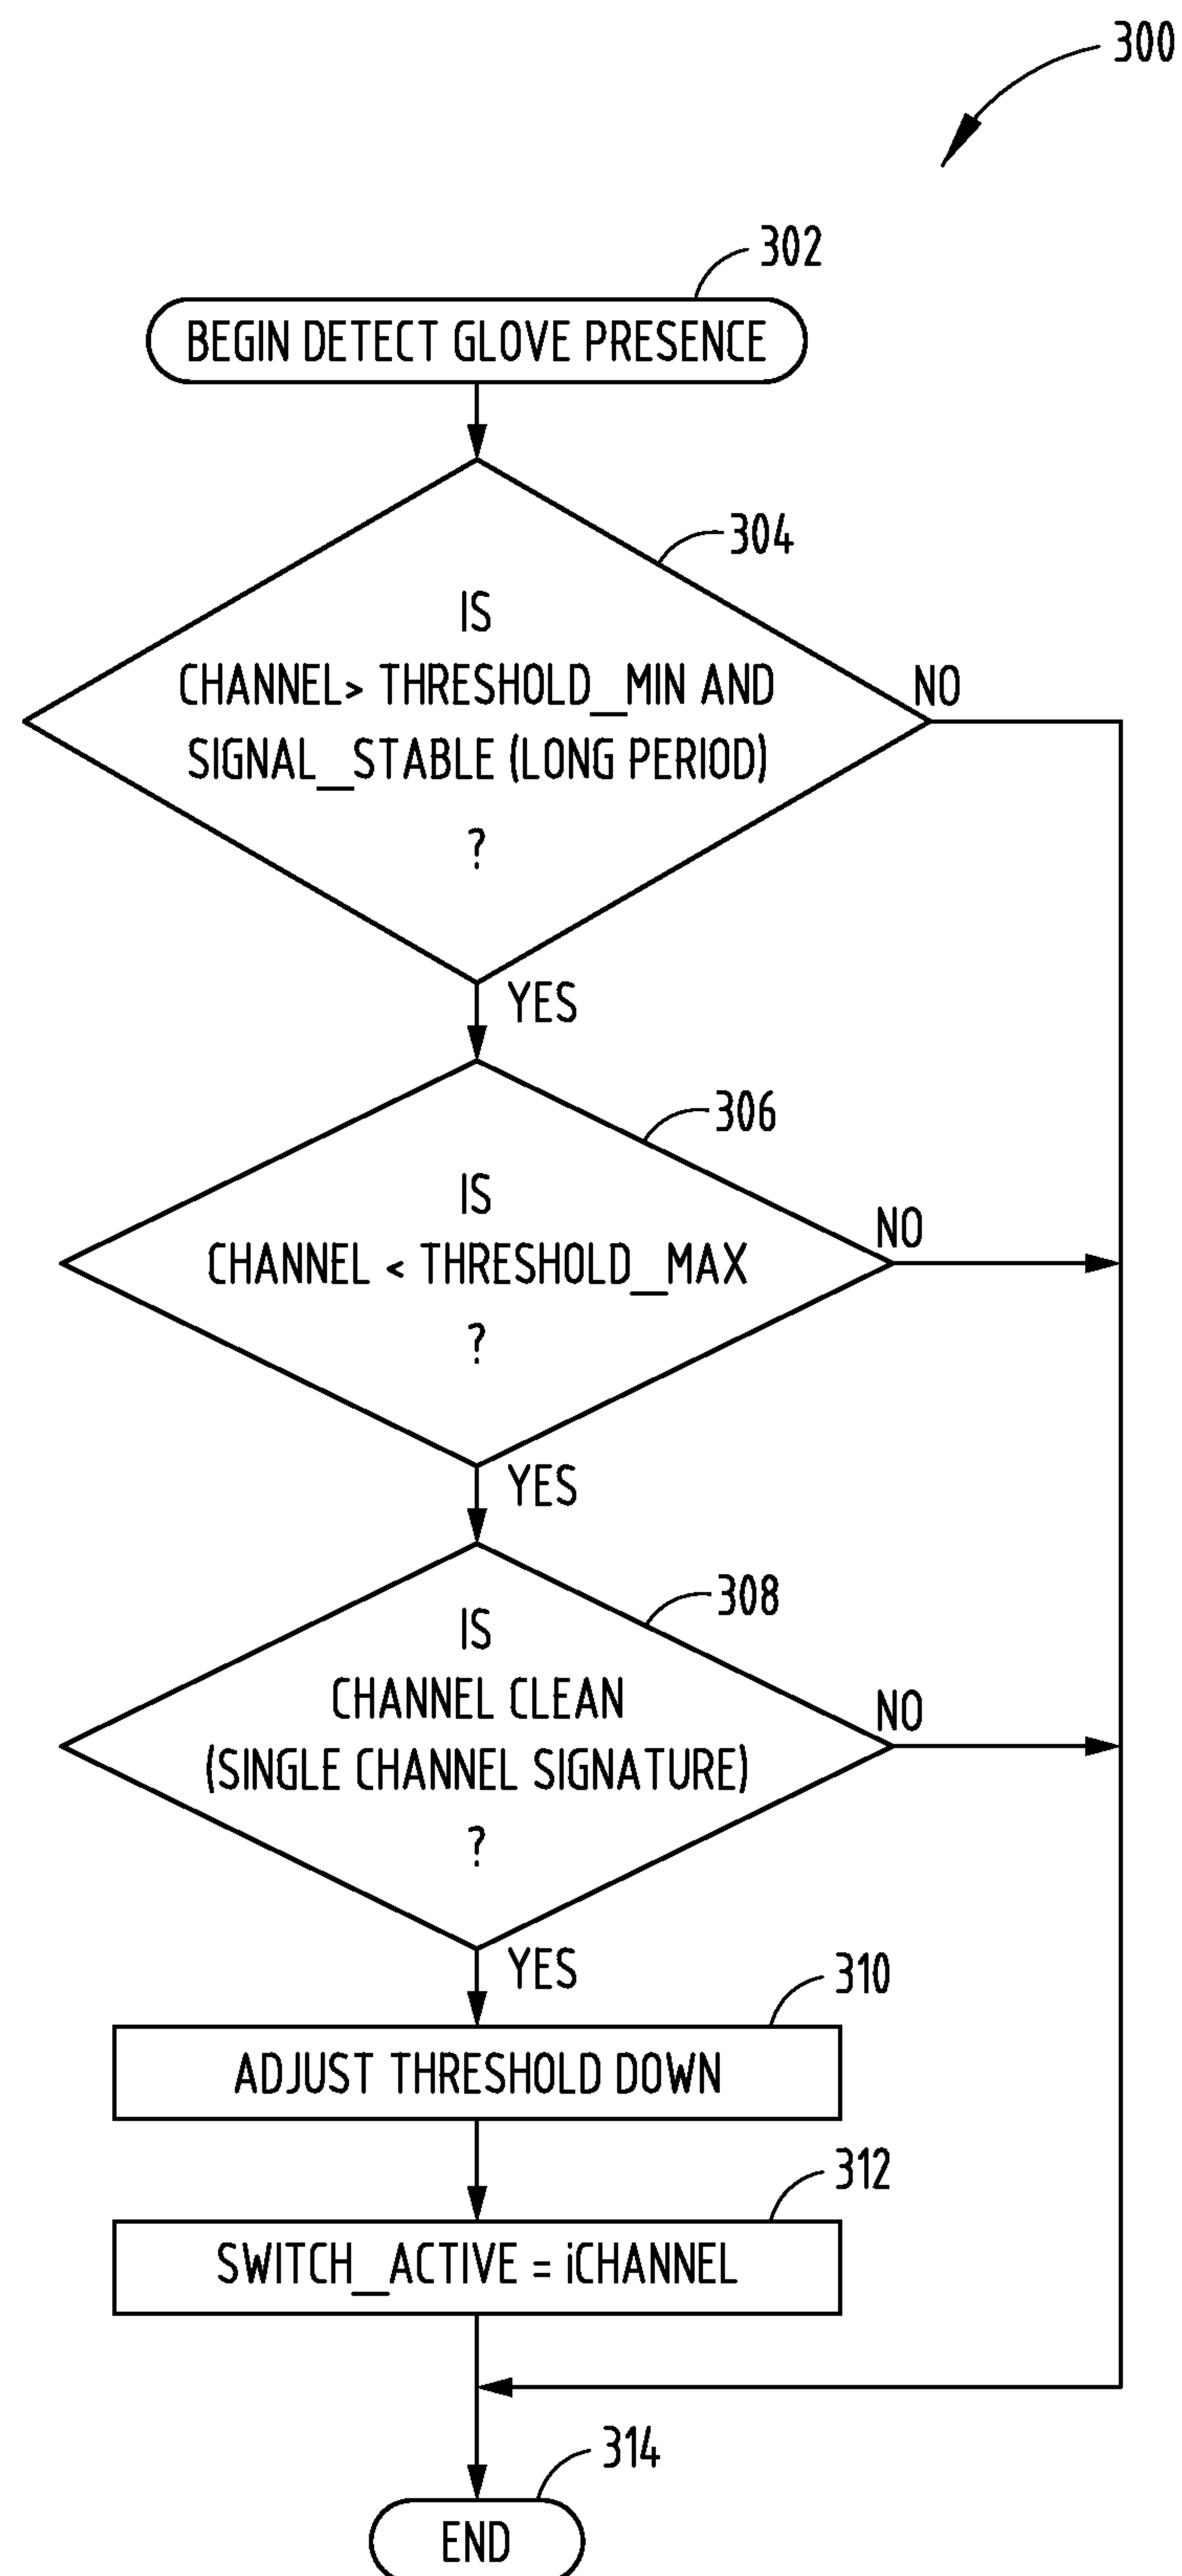 300
302
BEGIN DETECT GLOVE PRESENCE
304
IS
CHANNEL> THRESHOLD_MIN AND
SIGNAL_STABLE (LONG PERIOD)
?
NO
YES
306
IS
CHANNEL < THRESHOLD_MAX
?
NO
YES
308
IS
CHANNEL CLEAN
(SINGLE CHANNEL SIGNATURE)
?
NO
YES
310
ADJUST THRESHOLD DOWN
312
SWITCH_ACTIVE = iCHANNEL
314
END